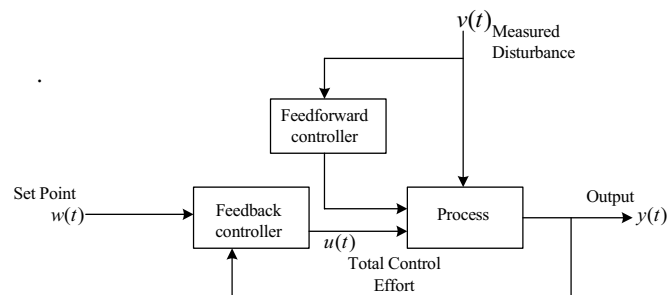 v(t) Measured
Disturbance
Feedforward
controller
Set Point
w(t)
Feedback
controller
u(t)
Total Control
Effort
Process
Output
y(t)